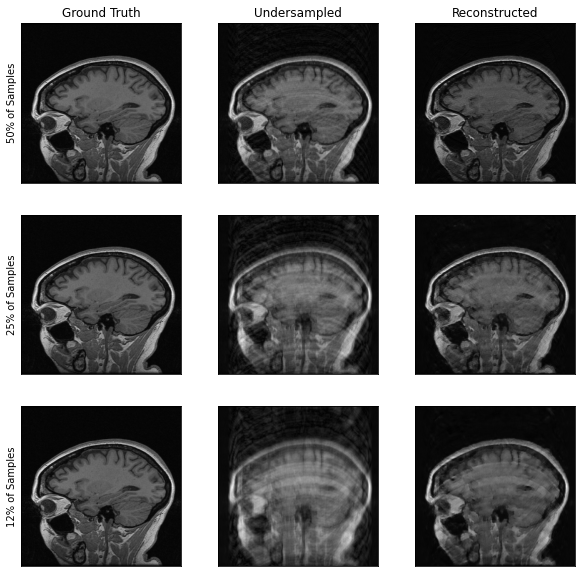 Ground Truth
Undersampled
Reconstructed
50% of Samples
25% of Samples
12% of Samples